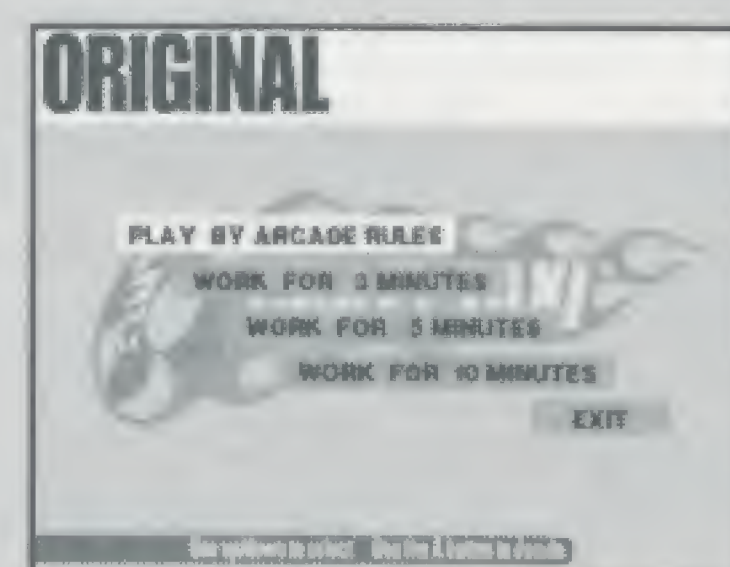 ORIGINAL
PLAY BY ARCADE RULES
WORK FOR 3 MINUTES
WORK FOR 5 MINUTES
WORK FOR 10 MINUTES
EXIT